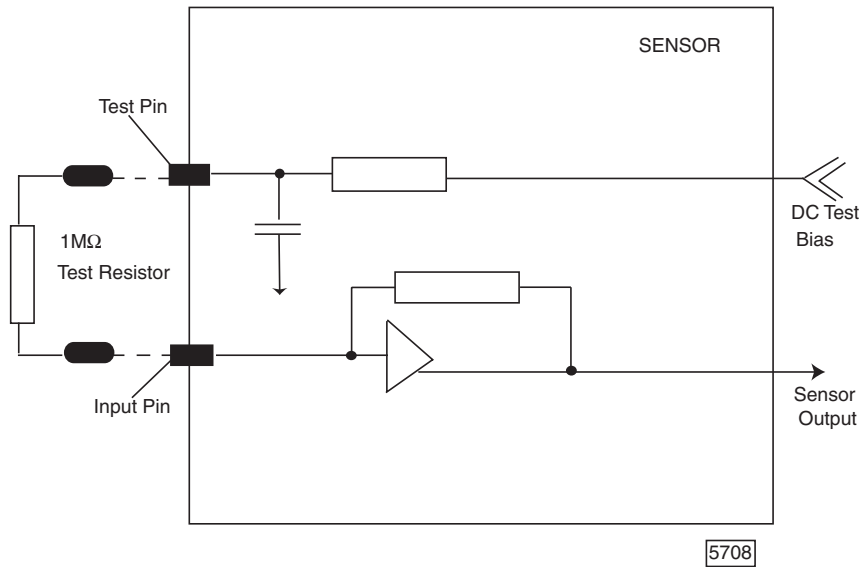 SENSOR
Test Pin
DC Test
Bias
1MΩ
Test Resistor
Input Pin
Sensor
Output
5708